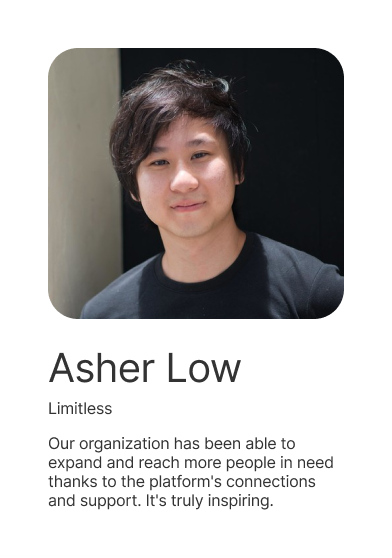 Asher Low
Limitless
Our organization has been able to
expand and reach more people in need
thanks to the platform's connections
and support. It's truly inspiring.